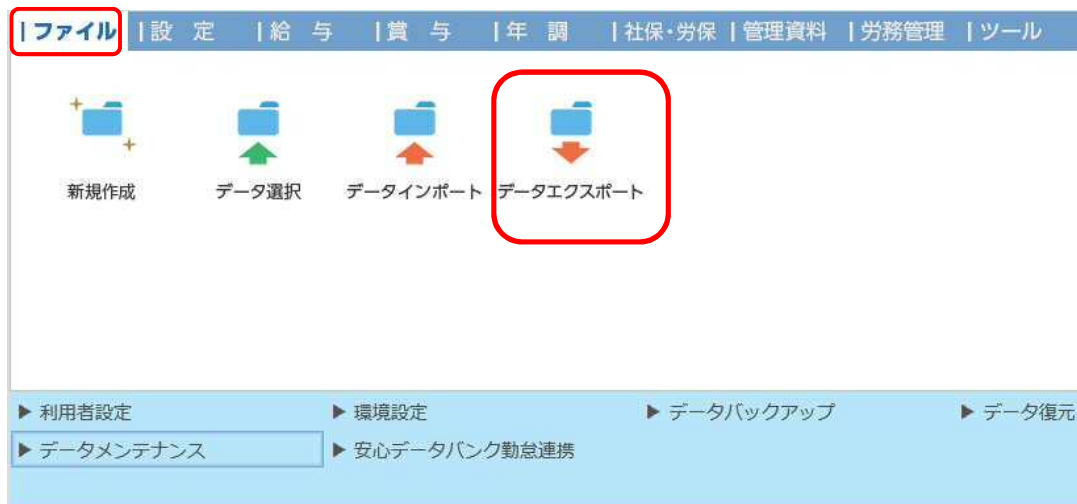 |ファイル |設 定 |給 与 |賞 与 |年 調 |社保・労保 |管理資料 |労務管理 |ツール
新規作成 データ選択 データインポート データエクスポート
▶ 利用者設定 ▶ 環境設定 ▶ データバックアップ ▶ データ復元
▶ データメンテナンス ▶ 安心データバンク勤怠連携